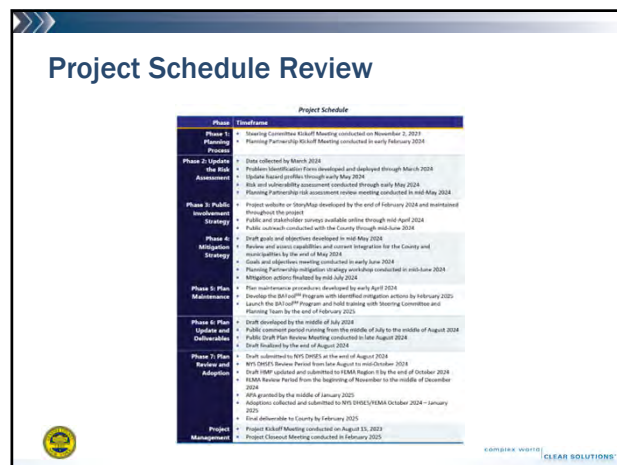 Project Schedule Review
Project Schedule
Phase Timeframe
Phase 1: Planning Process
• Steering Committee Kickoff Meeting conducted on November 2, 2023
• Planning Partnership Kickoff Meeting conducted in early February 2024
Phase 2: Update the Risk Assessment
• Data collected by March 2024
• Problem Identification Form developed and deployed through March 2024
• Update hazard profiles through early May 2024
• Risk and vulnerability assessment conducted through early May 2024
• Planning Partnership risk assessment review meeting conducted in mid-May 2024
Phase 3: Public Involvement Strategy
• Project website or StoryMap developed by the end of February 2024 and maintained
throughout the project
• Public and stakeholder surveys available online through mid-April 2024
• Public outreach conducted with the County through mid-June 2024
Phase 4: Mitigation Strategy
• Draft goals and objectives developed in mid-May 2024
• Review and assess capabilities and current integration for the County and
municipalities by the end of May 2024
• Goals and objectives meeting conducted in early June 2024
• Planning Partnership mitigation strategy workshop conducted in mid-June 2024
• Mitigation actions finalized by mid-July 2024
Phase 5: Plan Maintenance
• Plan maintenance procedures developed by early April 2024
• Develop the BATool℠ Program with identified mitigation actions by February 2025
• Launch the BATool℠ Program and hold training with Steering Committee and
Planning Team by the end of February 2025
Phase 6: Plan Update and Deliverables
• Draft developed by the middle of July 2024
• Public comment period running from the middle of July to the middle of August 2024
• Public Draft Plan Review Meeting conducted in late August 2024
• Draft finalized by the end of August 2024
Phase 7: Plan Review and Adoption
• Draft submitted to NYS DHSES at the end of August 2024
• NYS DHSES Review Period from late August to mid-October 2024
• Draft HMP updated and submitted to FEMA Region II by the end of October 2024
• FEMA Review Period from the beginning of November to the middle of December
2024
• APA granted by the middle of January 2025
• Adoptions collected and submitted to NYS DHSES/FEMA October 2024 – January
2025
• Final deliverable to County by February 2025
Project Management
• Project Kickoff Meeting conducted on August 15, 2023
• Project Closeout Meeting conducted in February 2025
complex world | CLEAR SOLUTIONS™